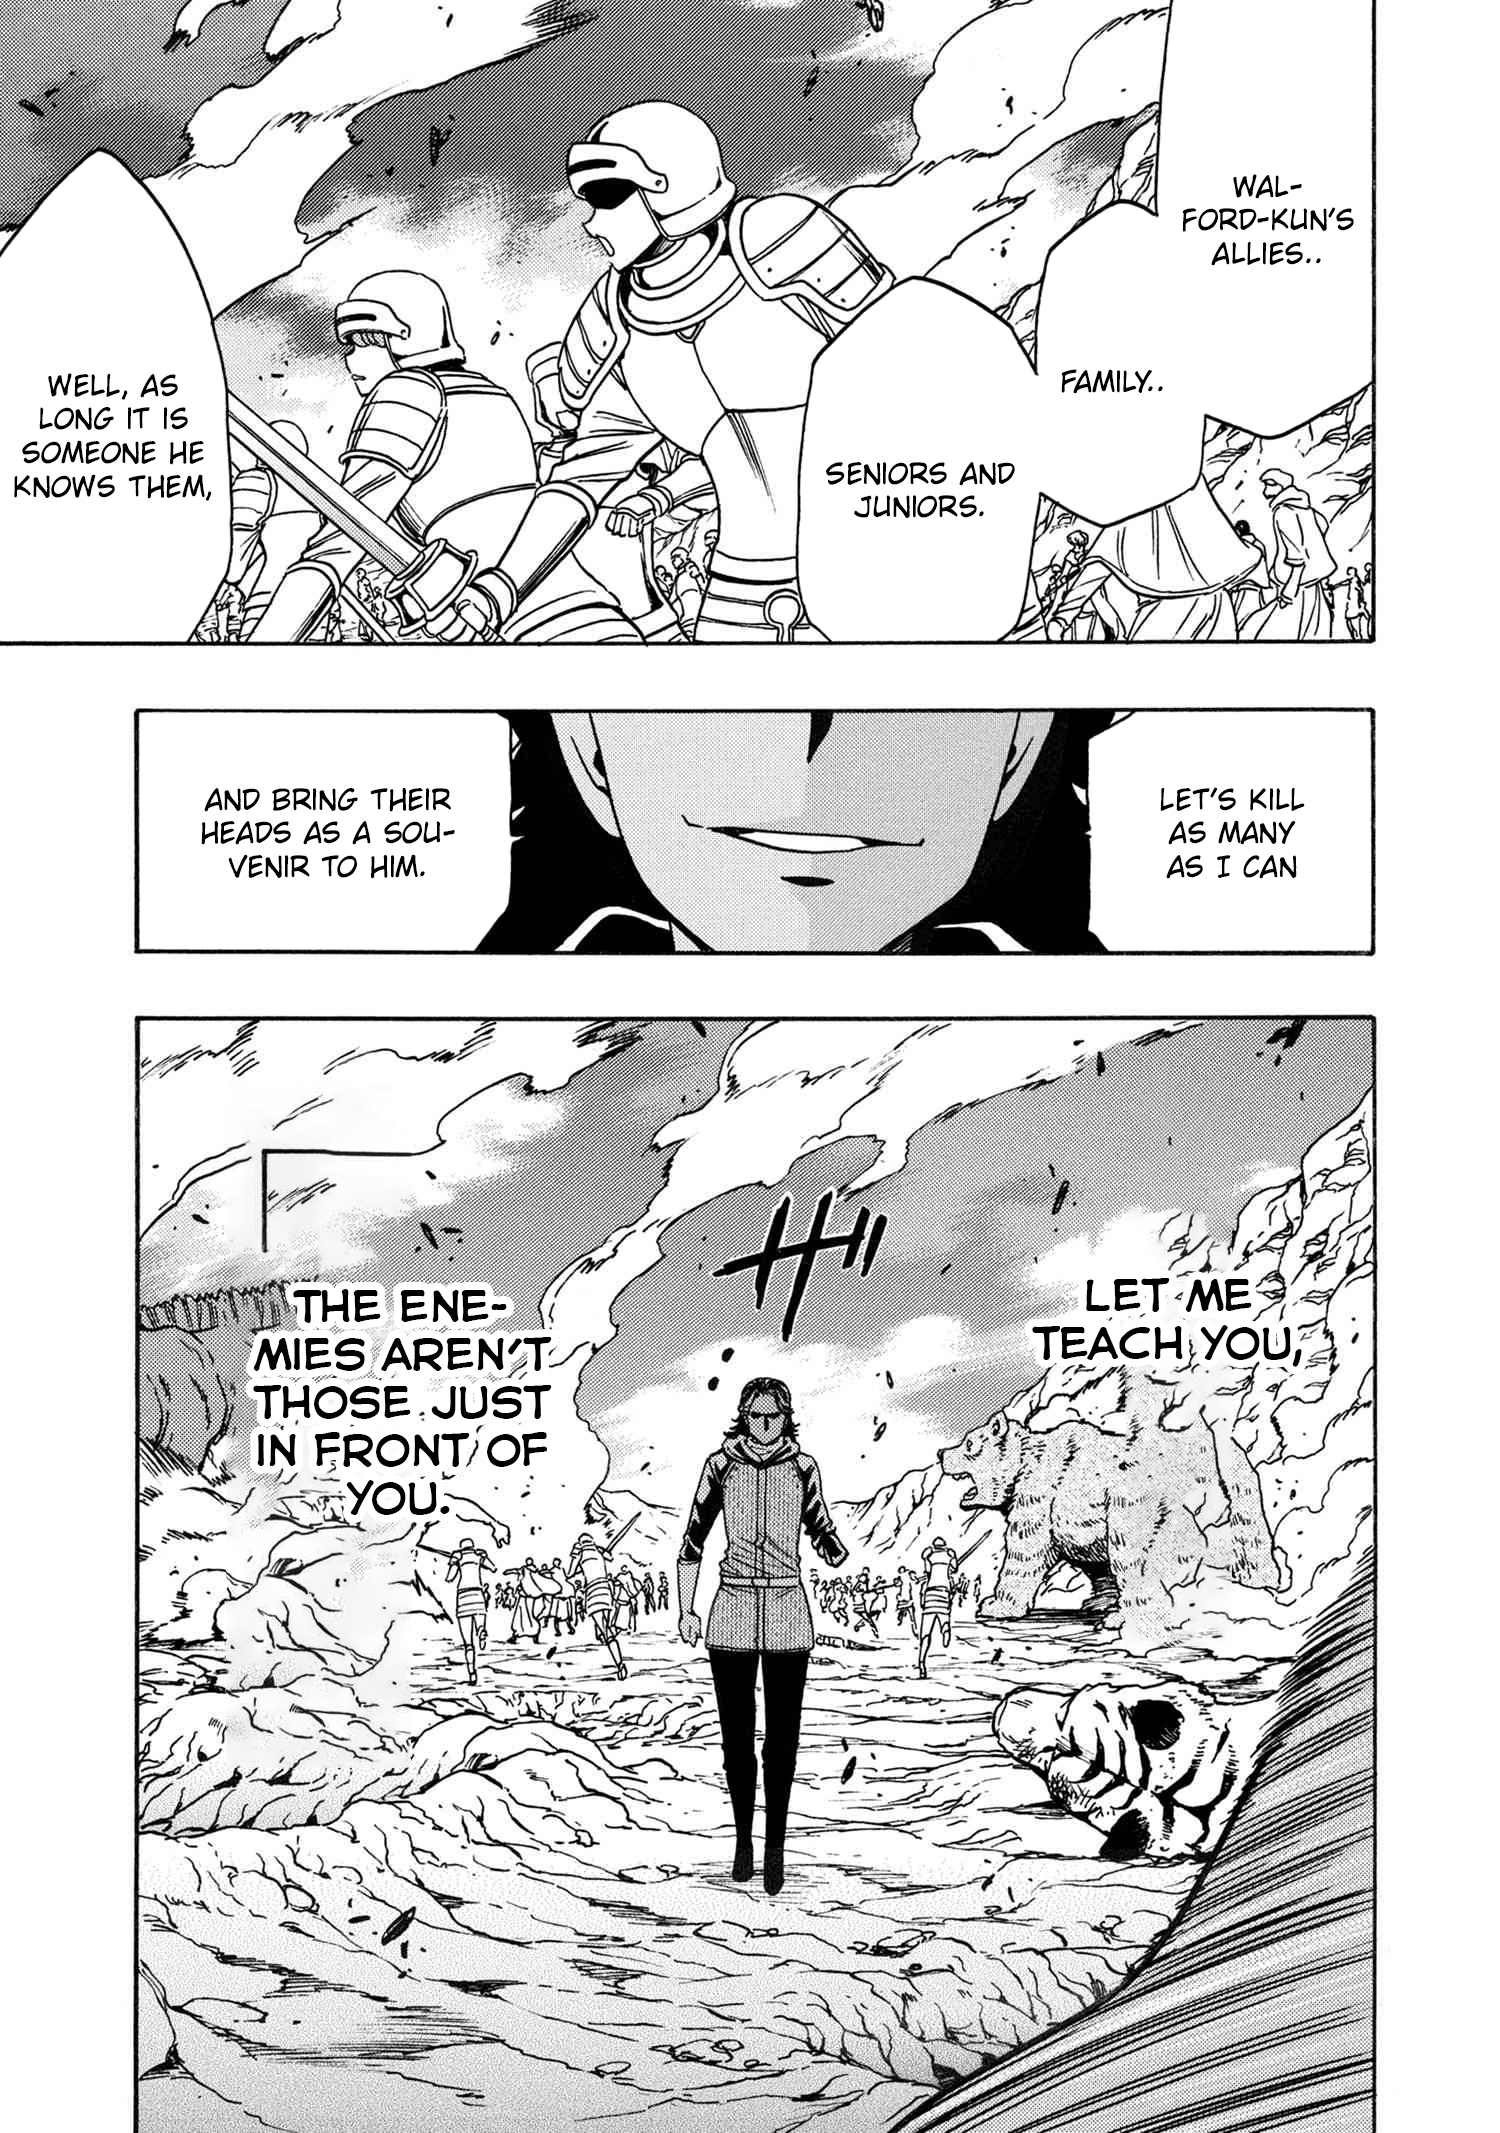 WAL-
FORD-KUN'S
ALLIES..
FAMILY..
SENIORS AND
JUNIORS.
WELL, AS
LONG IT IS
SOMEONE HE
KNOWS THEM,
LET'S KILL
AS MANY
AS I CAN
AND BRING THEIR
HEADS AS A SOU-
VENIR TO HIM.
LET ME
TEACH YOU,
ザッ
THE ENE-
MIES AREN'T
THOSE JUST
IN FRONT OF
YOU.